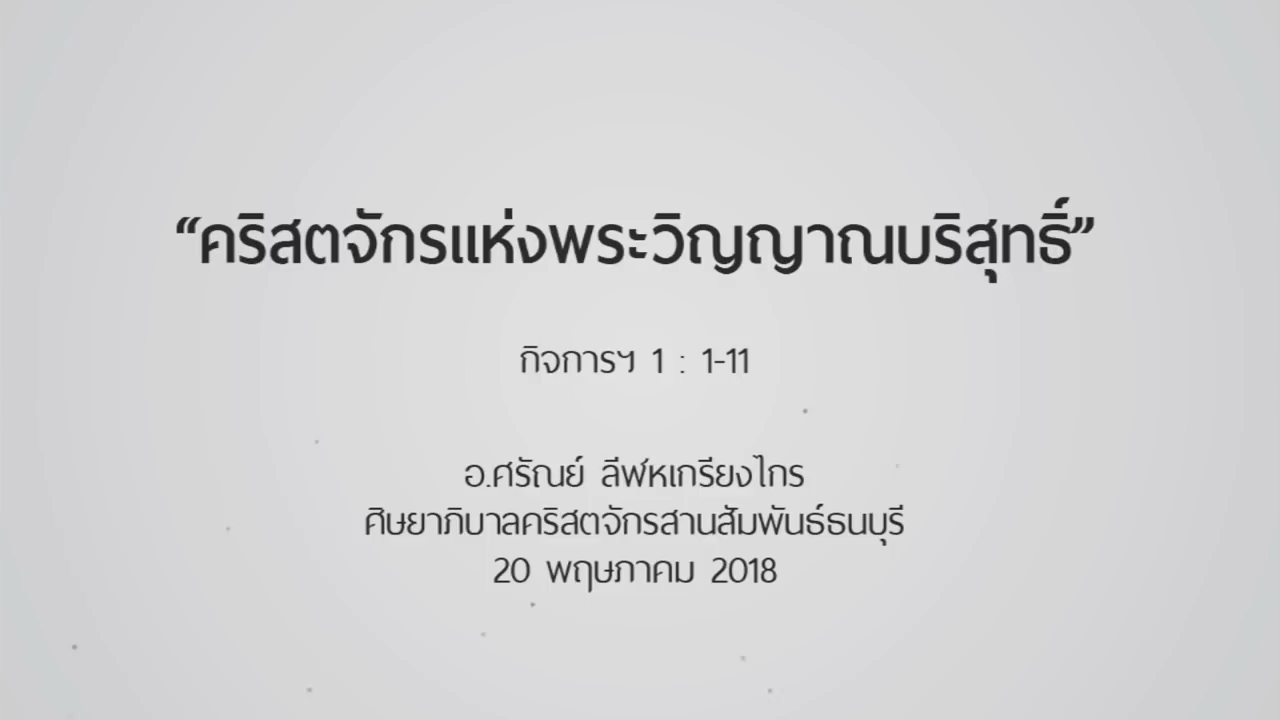 “คริสตจักรแห่งพระวิญญาณบริสุทธิ์”
กิจการฯ 1 : 1-11
อ.ศรัณย์ ลีฬหเกรียงไกร
ศิษยาภิบาลคริสตจักรสานสัมพันธ์ธนบุรี
20 พฤษภาคม 2018